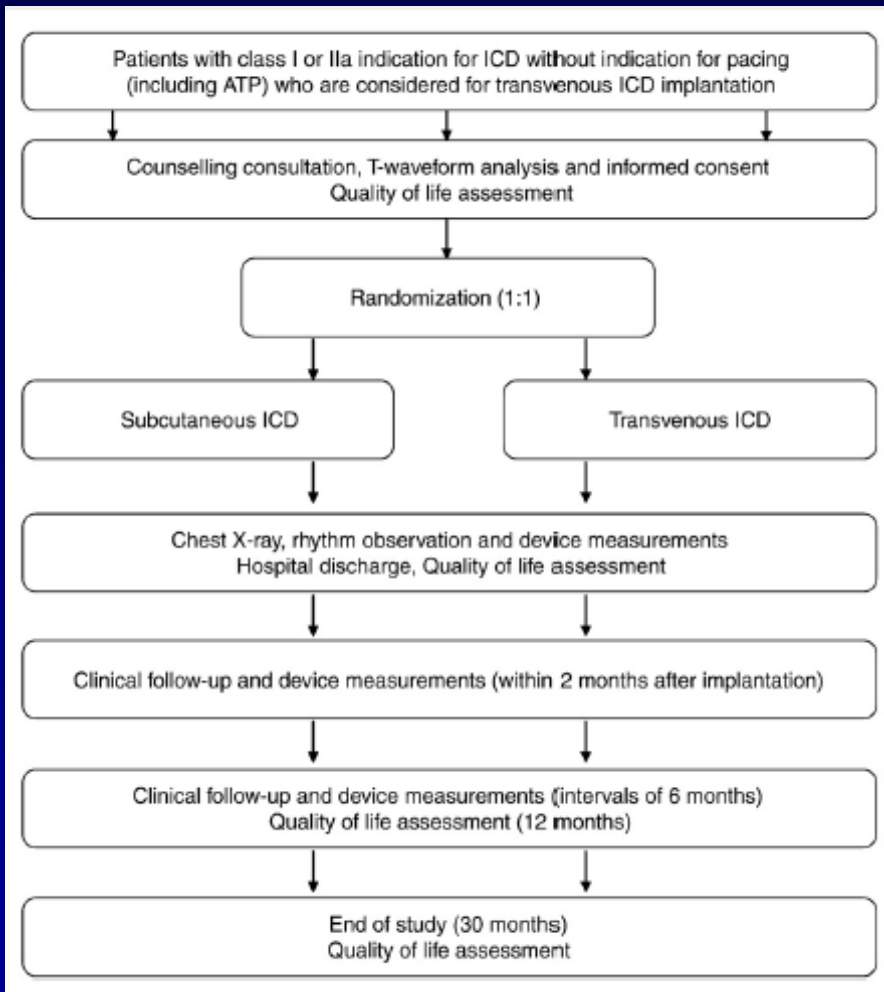 Patients with class I or IIa indication for ICD without indication for pacing
(including ATP) who are considered for transvenous ICD implantation
Counselling consultation, T-waveform analysis and informed consent
Quality of life assessment
Randomization (1:1)
Subcutaneous ICD
Transvenous ICD
Chest X-ray, rhythm observation and device measurements
Hospital discharge, Quality of life assessment
Clinical follow-up and device measurements (within 2 months after implantation)
Clinical follow-up and device measurements (intervals of 6 months)
Quality of life assessment (12 months)
End of study (30 months)
Quality of life assessment